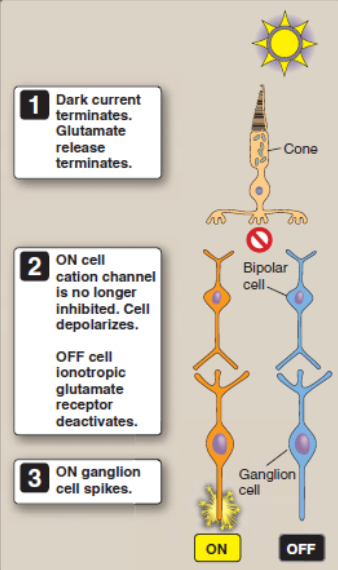 1 Dark current
terminates.
Glutamate
release
terminates.
Cone
2 ON cell
cation channel
is no longer
inhibited. Cell
depolarizes.
OFF cell
ionotropic
glutamate
receptor
deactivates.
Bipolar
cell
3 ON ganglion
cell spikes.
Ganglion
cell
ON
OFF